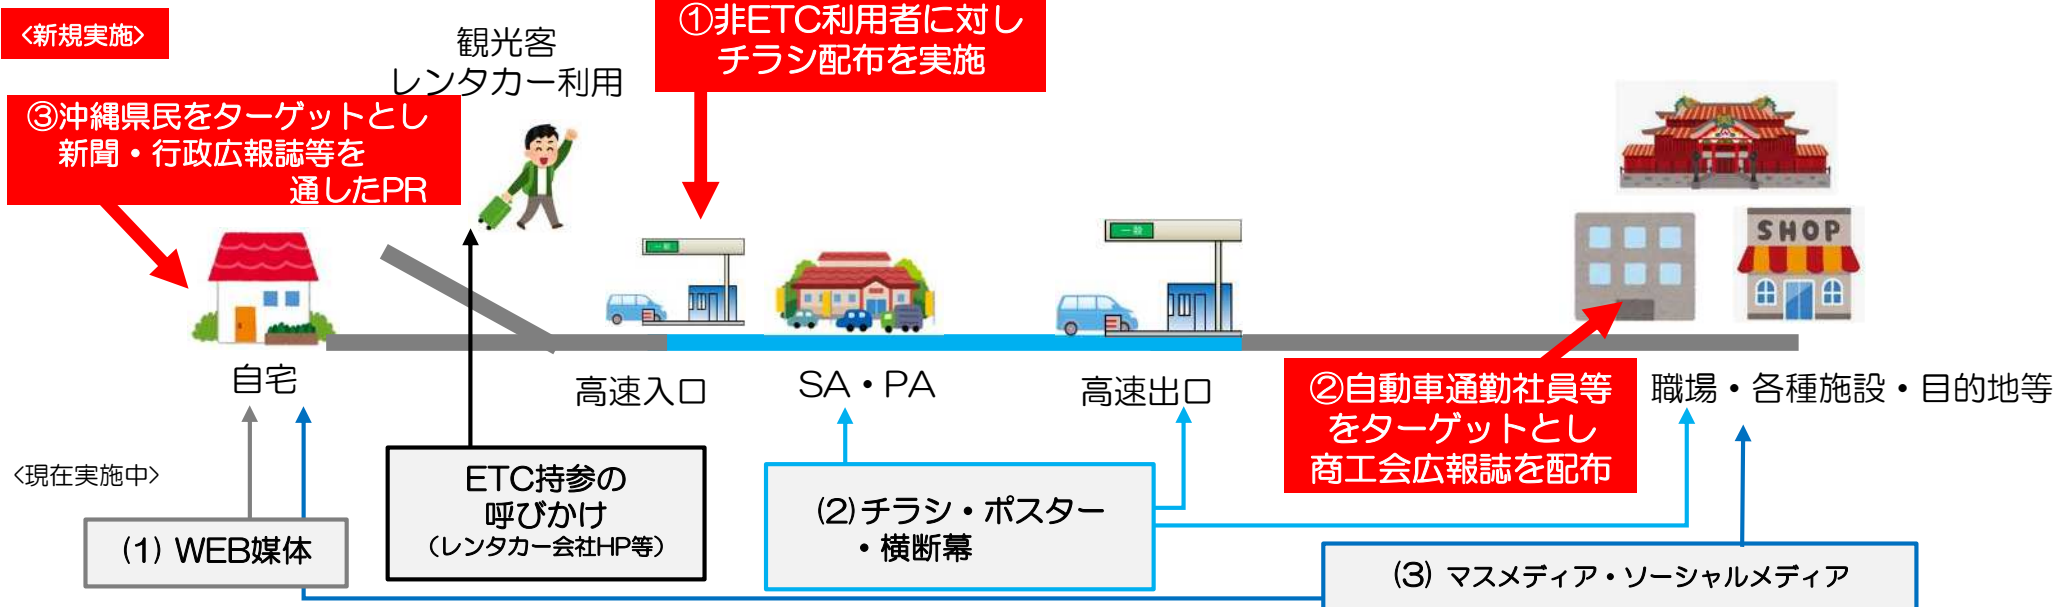 <新規実施>
観光客
レンタカー利用
①非ETC利用者に対し
チラシ配布を実施
③沖縄県民をターゲットとし
新聞・行政広報誌等を
通したPR
一般
一般
SHOP
自宅
高速入口
SA・PA
高速出口
職場・各種施設・目的地等
②自動車通勤社員等
をターゲットとし
商工会広報誌を配布
<現在実施中>
(1) WEB媒体
ETC持参の
呼びかけ
(レンタカー会社HP等)
(2)チラシ・ポスター
・横断幕
(3) マスメディア・ソーシャルメディア